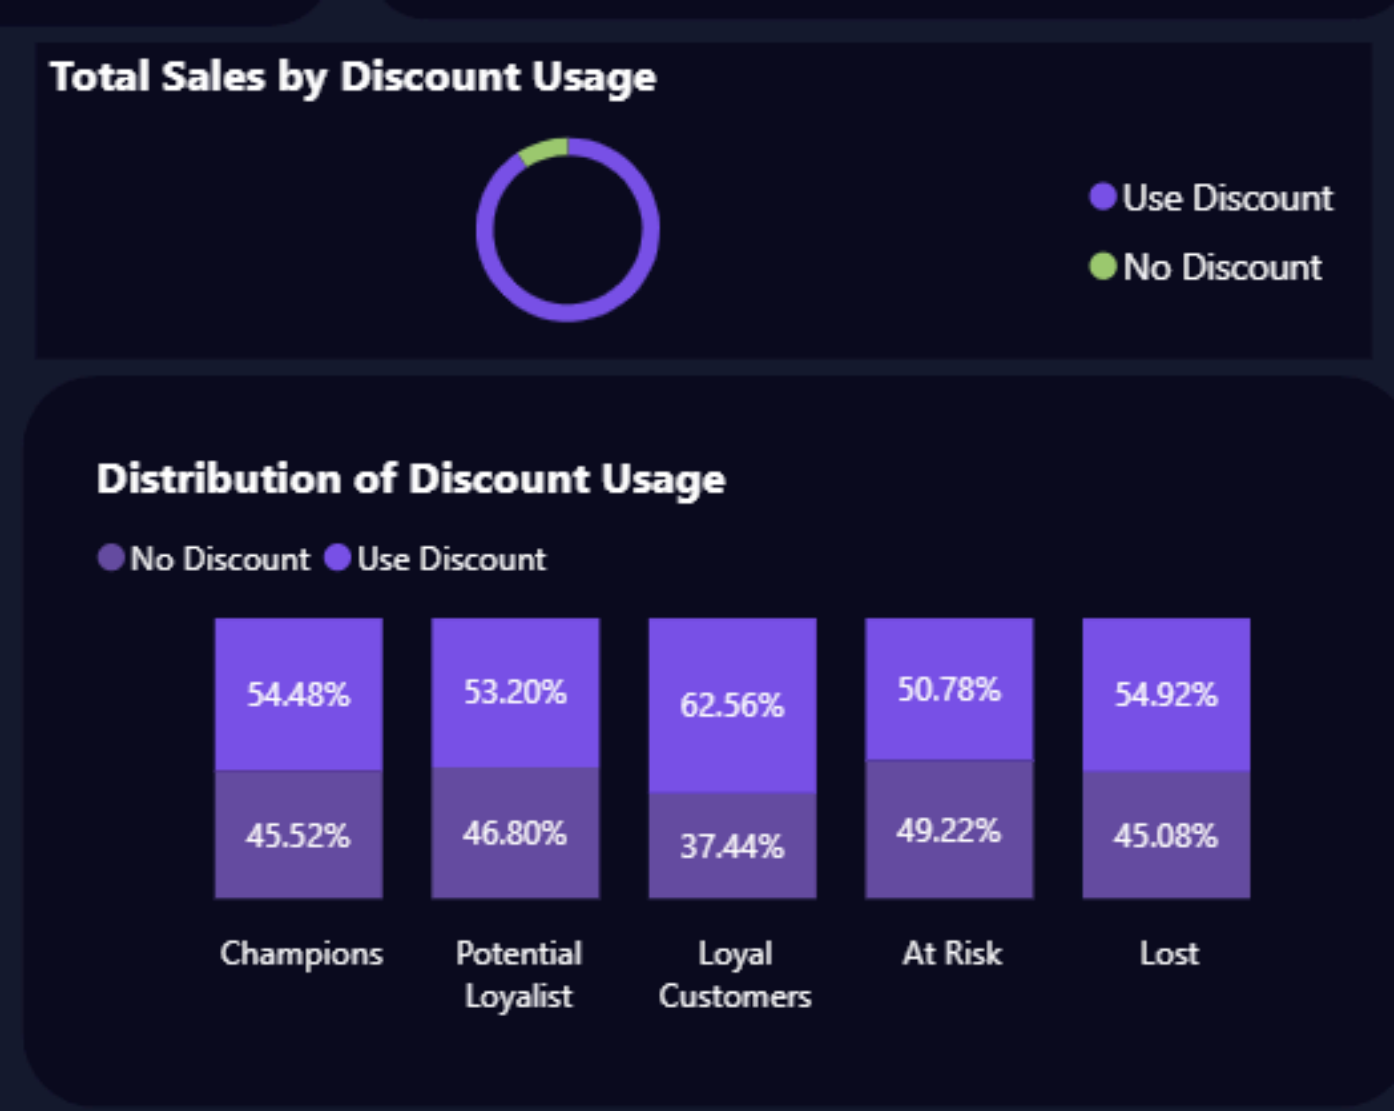 Total Sales by Discount Usage
Use Discount
No Discount
Distribution of Discount Usage
No Discount Use Discount
54.48% 53.20% 62.56% 50.78% 54.92%
45.52% 46.80% 37.44% 49.22% 45.08%
Champions Potential Loyal At Risk Lost
Loyalist Customers